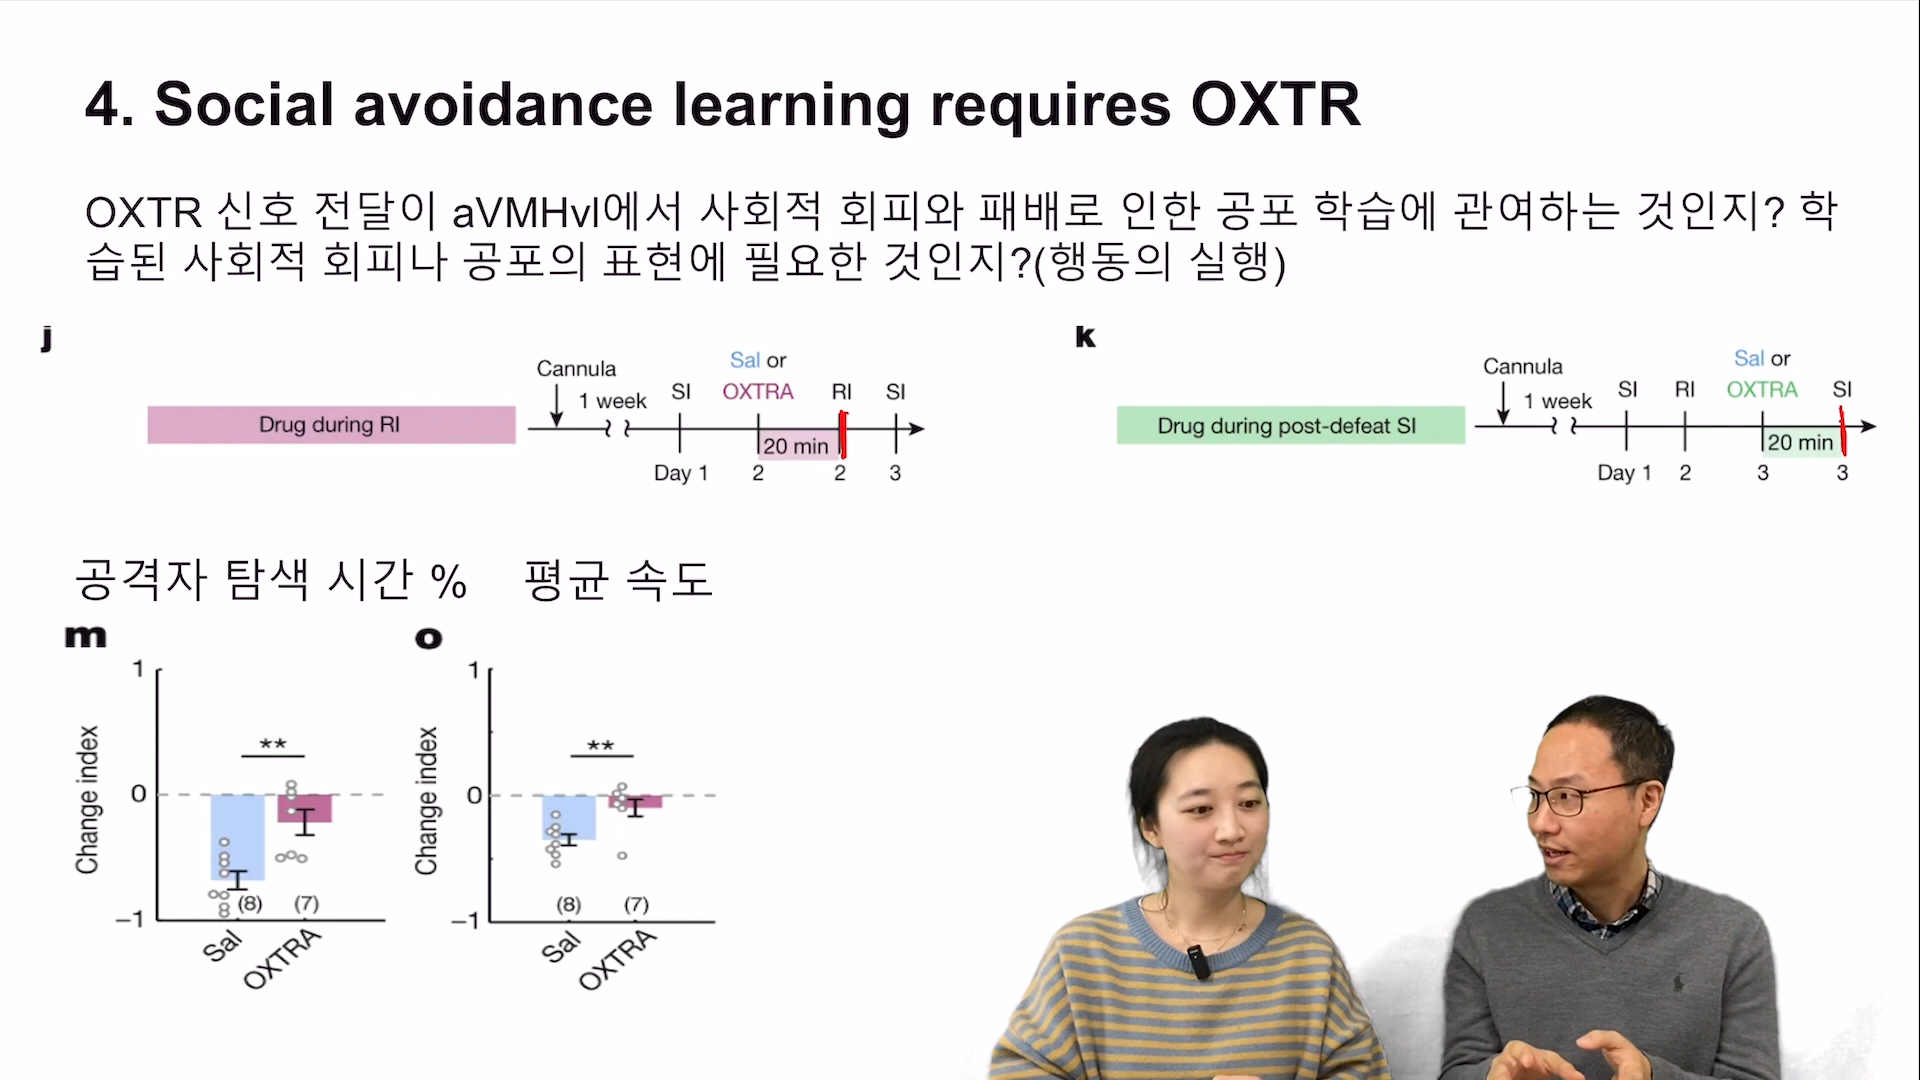 4. Social avoidance learning requires OXTR
OXTR 신호 전달이 aVMHvl에서 사회적 회피와 패배로 인한 공포 학습에 관여하는 것인지? 학
습된 사회적 회피나 공포의 표현에 필요한 것인지?(행동의 실행)
j
Drug during RI
Cannula
1 week
SI
Sal or
OXTRA
RI
SI
20 min
Day 1
2
2
3
k
Drug during post-defeat SI
Cannula
1 week
SI
RI
Sal or
OXTRA
SI
20 min
Day 1
2
3
3
공격자 탐색 시간 %
평균 속도
m
Change index
1
0
−1
**
(8)
(7)
Sal
OXTRA
o
Change index
1
0
−1
**
(8)
(7)
Sal
OXTRA